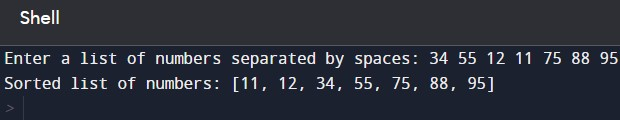 Shell
Enter a list of numbers separated by spaces: 34 55 12 11 75 88 95
Sorted list of numbers: [11, 12, 34, 55, 75, 88, 95]
>